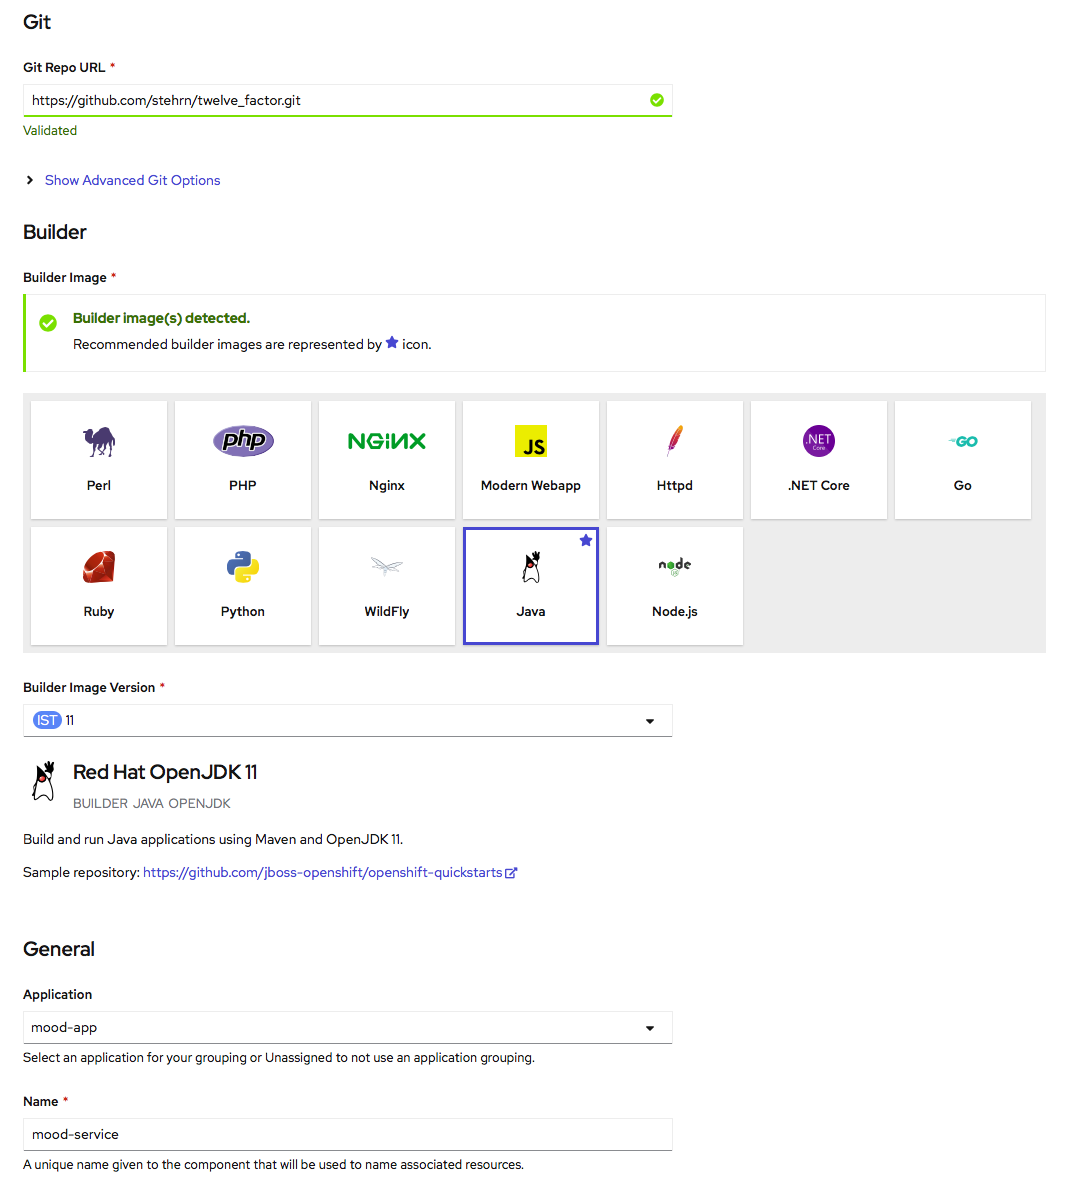 Git
Git Repo URL *
https://github.com/stehrn/twelve_factor.git
Validated
Show Advanced Git Options
Builder
Builder Image *
Builder image(s) detected.
Recommended builder images are represented by icon.
php NGINX JS .NET Core GO
Perl PHP Nginx Modern Webapp Httpd .NET Core Go
node JS
Ruby Python WildFly Java Node.js
Builder Image Version *
IST 11
Red Hat OpenJDK 11
BUILDER JAVA OPENJDK
Build and run Java applications using Maven and OpenJDK 11.
Sample repository: https://github.com/jboss-openshift/openshift-quickstarts
General
Application
mood-app
Select an application for your grouping or Unassigned to not use an application grouping.
Name *
mood-service
A unique name given to the component that will be used to name associated resources.